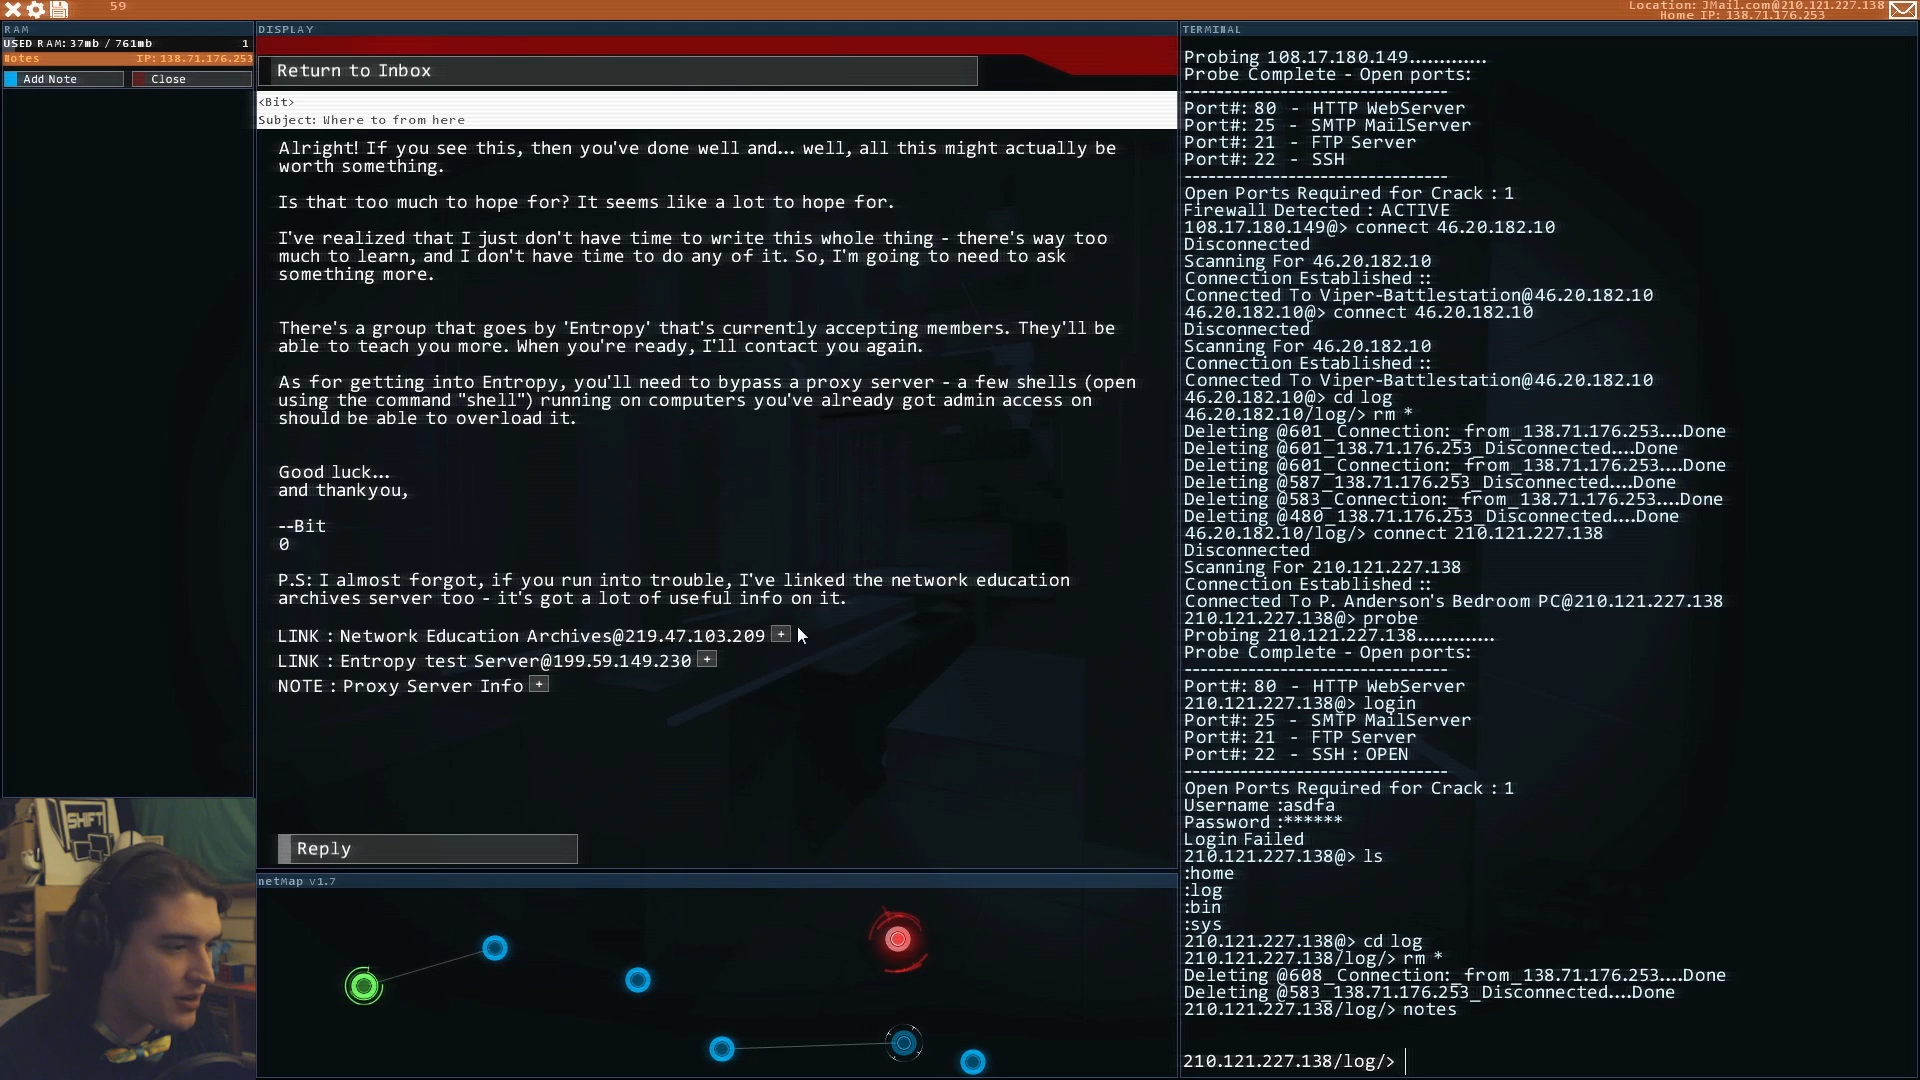 59
Location: JMail.com@210.121.227.138
Home IP: 138.71.176.253
RAM
USED RAM: 37mb / 761mb 1
Notes IP: 138.71.176.253
Add Note
Close
DISPLAY
Return to Inbox
<Bit>
Subject: Where to from here
Alright! If you see this, then you've done well and... well, all this might actually be
worth something.
Is that too much to hope for? It seems like a lot to hope for.
I've realized that I just don't have time to write this whole thing - there's way too
much to learn, and I don't have time to do any of it. So, I'm going to need to ask
something more.
There's a group that goes by 'Entropy' that's currently accepting members. They'll be
able to teach you more. When you're ready, I'll contact you again.
As for getting into Entropy, you'll need to bypass a proxy server - a few shells (open
using the command "shell") running on computers you've already got admin access on
should be able to overload it.
Good luck...
and thankyou,
--Bit
0
P.S: I almost forgot, if you run into trouble, I've linked the network education
archives server too - it's got a lot of useful info on it.
LINK : Network Education Archives@219.47.103.209 +
LINK : Entropy test Server@199.59.149.230 +
NOTE : Proxy Server Info +
Reply
netMap v1.7
SHIFT
TERMINAL
Probing 108.17.180.149.............
Probe Complete - Open ports:
---------------------------------
Port#: 80 - HTTP WebServer
Port#: 25 - SMTP MailServer
Port#: 21 - FTP Server
Port#: 22 - SSH
---------------------------------
Open Ports Required for Crack : 1
Firewall Detected : ACTIVE
108.17.180.149@> connect 46.20.182.10
Disconnected
Scanning For 46.20.182.10
Connection Established ::
Connected To Viper-Battlestation@46.20.182.10
46.20.182.10@> connect 46.20.182.10
Disconnected
Scanning For 46.20.182.10
Connection Established ::
Connected To Viper-Battlestation@46.20.182.10
46.20.182.10@> cd log
46.20.182.10/log/> rm *
Deleting @601_Connection:_from_138.71.176.253....Done
Deleting @601_138.71.176.253_Disconnected....Done
Deleting @601_Connection:_from_138.71.176.253....Done
Deleting @587_138.71.176.253_Disconnected....Done
Deleting @583_Connection:_from_138.71.176.253....Done
Deleting @480_138.71.176.253_Disconnected....Done
46.20.182.10/log/> connect 210.121.227.138
Disconnected
Scanning For 210.121.227.138
Connection Established ::
Connected To P. Anderson's Bedroom PC@210.121.227.138
210.121.227.138@> probe
Probing 210.121.227.138.............
Probe Complete - Open ports:
---------------------------------
Port#: 80 - HTTP WebServer
210.121.227.138@> login
Port#: 25 - SMTP MailServer
Port#: 21 - FTP Server
Port#: 22 - SSH : OPEN
---------------------------------
Open Ports Required for Crack : 1
Username :asdfa
Password :******
Login Failed
210.121.227.138@> ls
:home
:log
:bin
:sys
210.121.227.138@> cd log
210.121.227.138/log/> rm *
Deleting @608_Connection:_from_138.71.176.253....Done
Deleting @583_138.71.176.253_Disconnected....Done
210.121.227.138/log/> notes
210.121.227.138/log/>